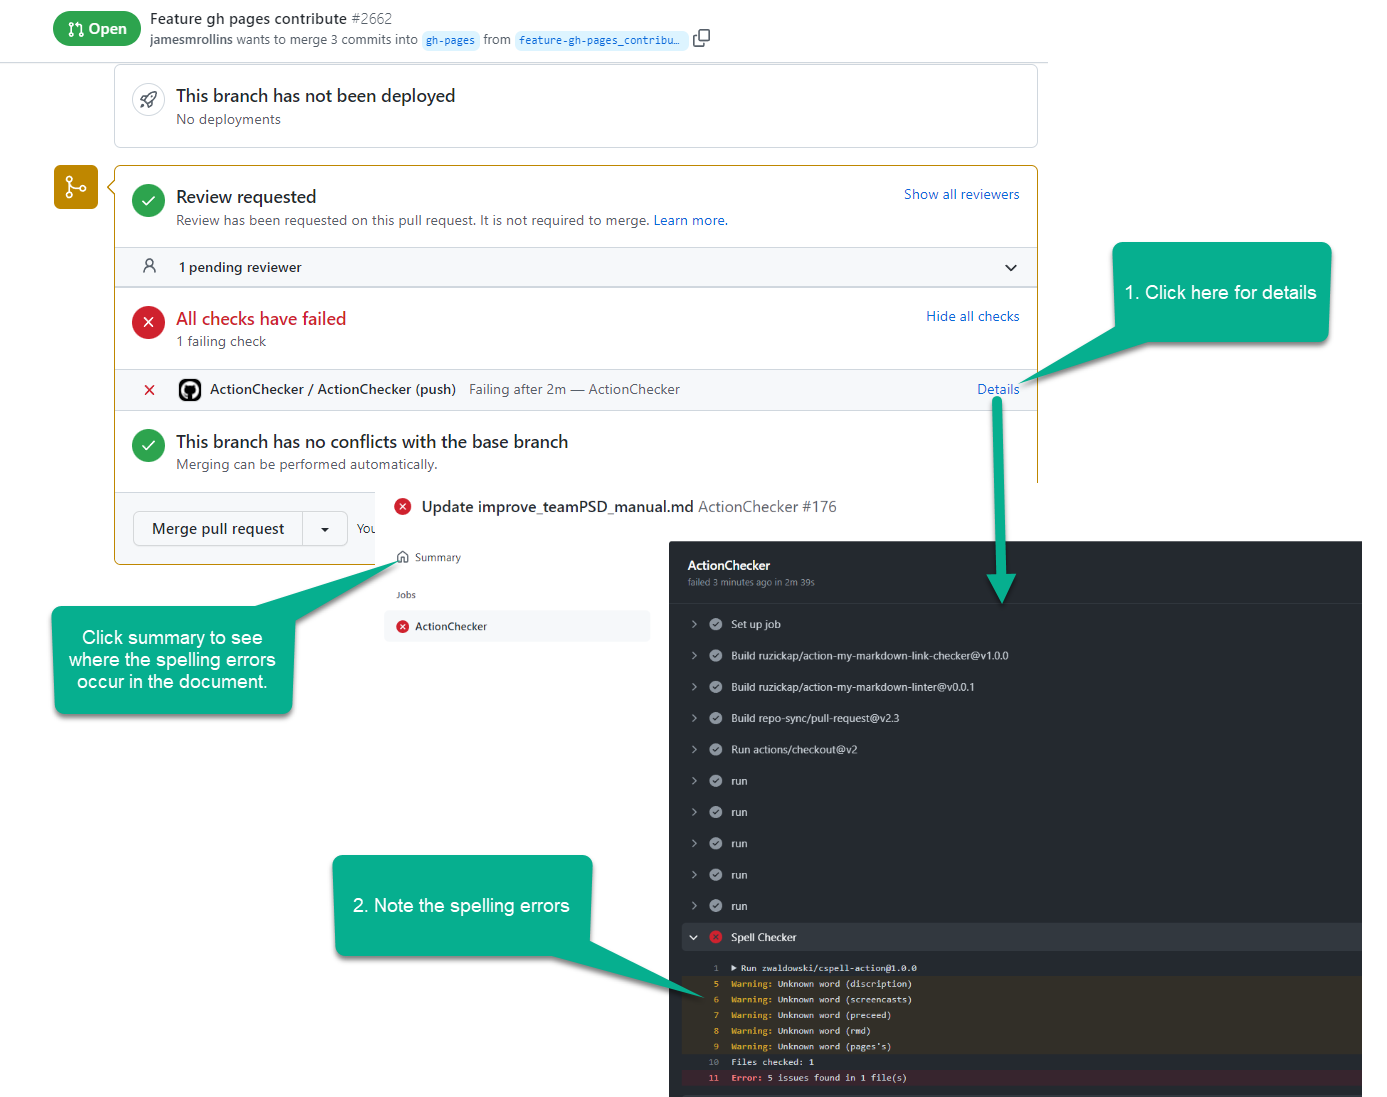 Open
Feature gh pages contribute #2662
jamesmrollins wants to merge 3 commits into gh-pages from feature-gh-pages_contribu…
This branch has not been deployed
No deployments
Review requested
Show all reviewers
Review has been requested on this pull request. It is not required to merge. Learn more.
1 pending reviewer
All checks have failed
Hide all checks
1 failing check
ActionChecker / ActionChecker (push) Failing after 2m — ActionChecker
Details
1. Click here for details
This branch has no conflicts with the base branch
Merging can be performed automatically.
Merge pull request
You
Update improve_teamPSD_manual.md ActionChecker #176
Summary
Jobs
ActionChecker
Click summary to see
where the spelling errors
occur in the document.
ActionChecker
failed 3 minutes ago in 2m 39s
Set up job
Build ruzickap/action-my-markdown-link-checker@v1.0.0
Build ruzickap/action-my-markdown-linter@v0.0.1
Build repo-sync/pull-request@v2.3
Run actions/checkout@v2
run
run
run
run
run
2. Note the spelling errors
Spell Checker
1 Run zwaldowski/cspell-action@1.0.0
5 Warning: Unknown word (discription)
6 Warning: Unknown word (screencasts)
7 Warning: Unknown word (preceed)
8 Warning: Unknown word (rmd)
9 Warning: Unknown word (pages's)
10 Files checked: 1
11 Error: 5 issues found in 1 file(s)